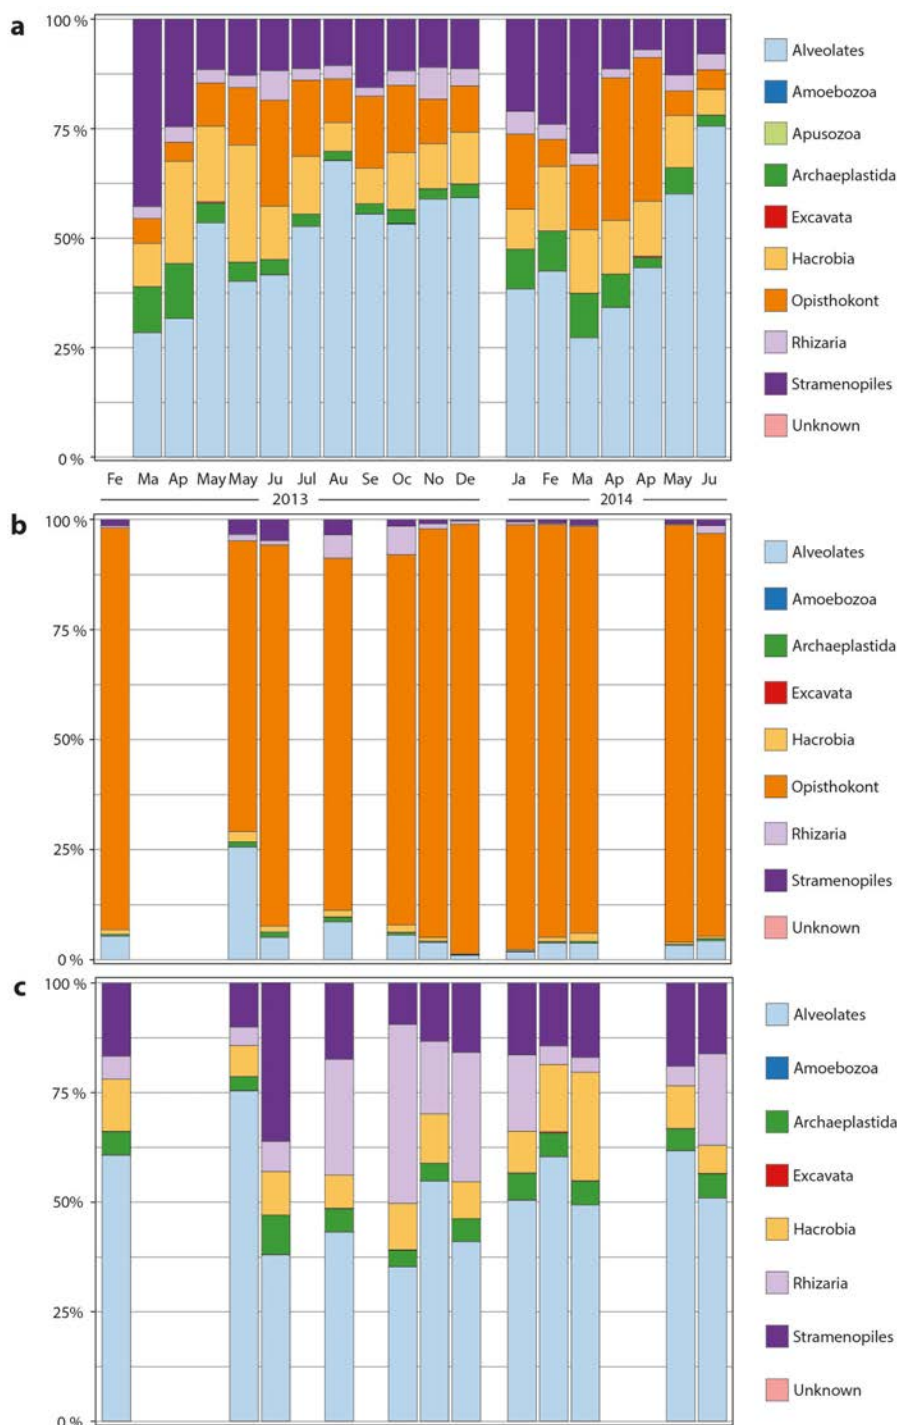 a
100 %
75 %
50%
25%
0 %
Alveolates
Amoebozoa
Apusozoa
Archaeplastida
Excavata
Hacrobia
Opisthokont
Rhizaria
Stramenopiles
Unknown
Fe Ma Ap May May Ju Jul Au Se Oc No De Ja Fe Ma Ap Ap May Ju
2013 2014
b
100 %
75 %
50%
25%
0 %
Alveolates
Amoebozoa
Archaeplastida
Excavata
Hacrobia
Opisthokont
Rhizaria
Stramenopiles
Unknown
c
100 %
75 %
50%
25%
0 %
Alveolates
Amoebozoa
Archaeplastida
Excavata
Hacrobia
Rhizaria
Stramenopiles
Unknown